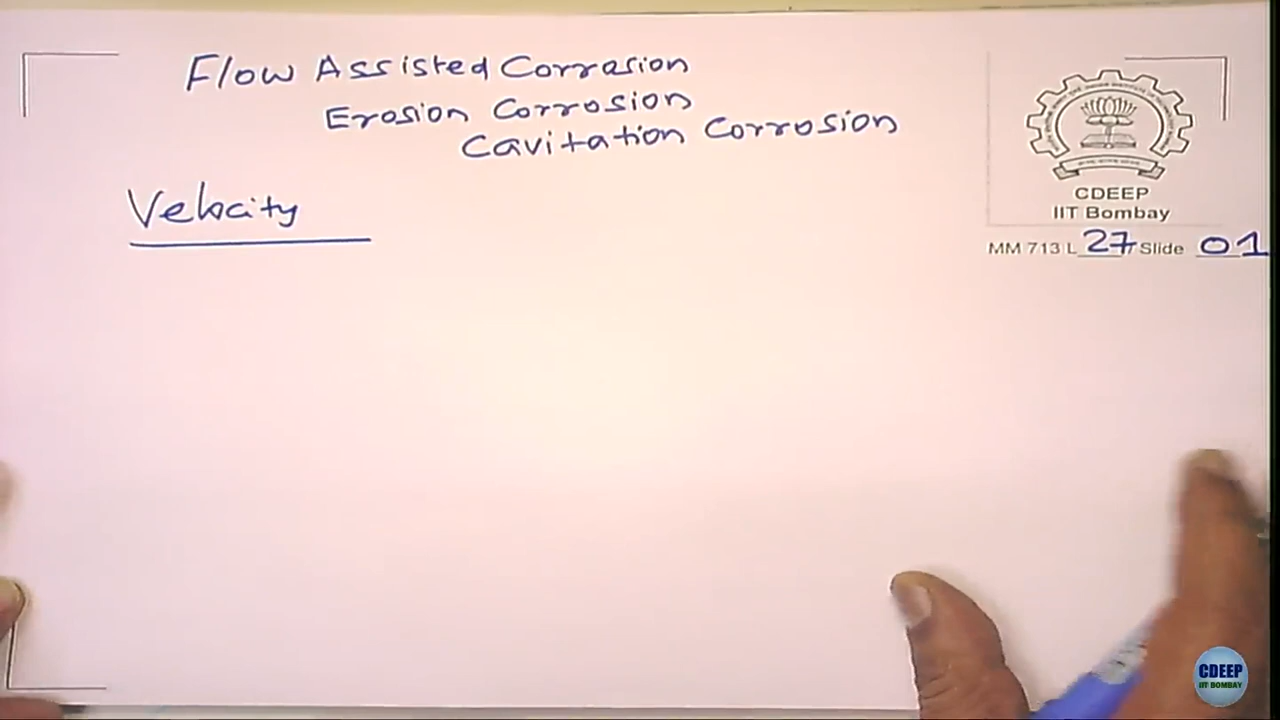 Flow Assisted Corrosion
Erosion Corrosion
Cavitation Corrosion
Velocity
CDEEP
IIT Bombay
MM 713 L 27 / Slide 01
CDEEP
IIT BOMBAY